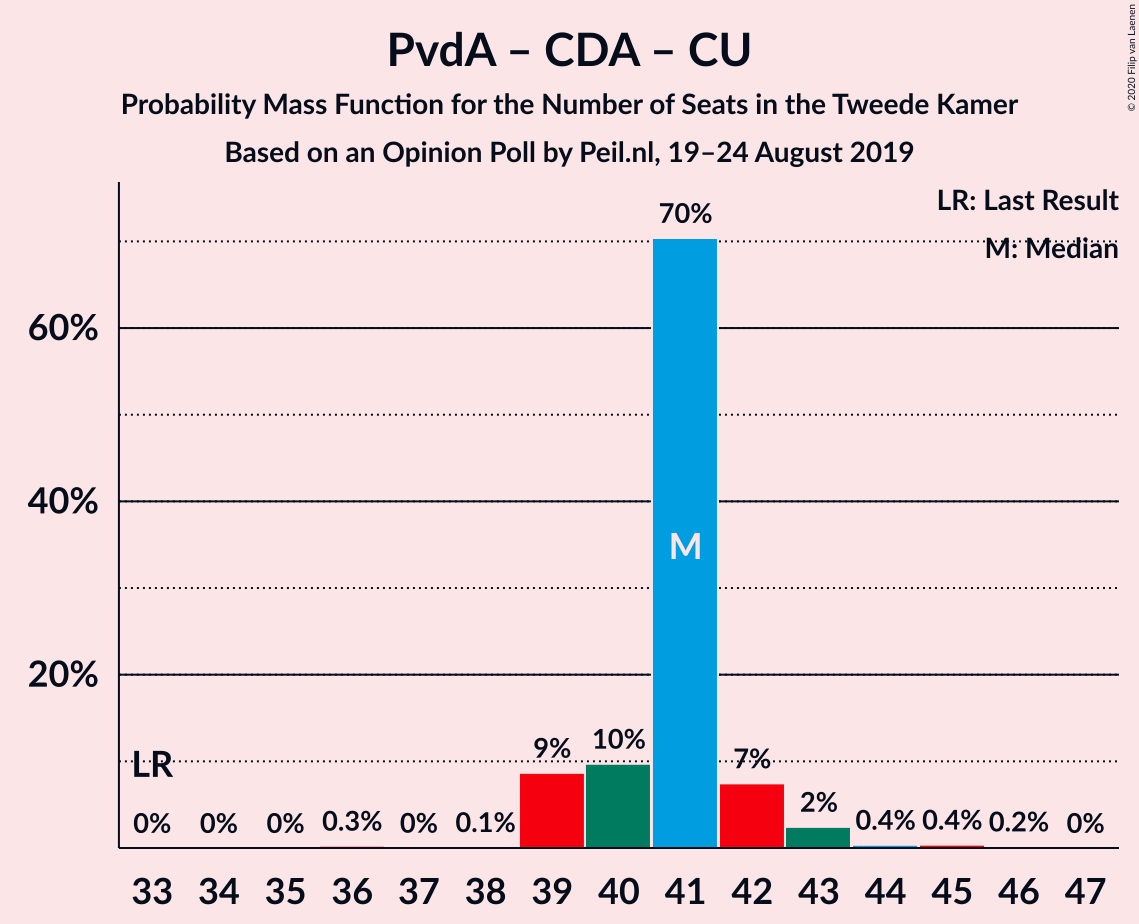 PvdA – CDA – CU
Probability Mass Function for the Number of Seats in the Tweede Kamer
Based on an Opinion Poll by Peil.nl, 19–24 August 2019
© 2020 Filip van Laenen
LR: Last Result
M: Median
70%
60%
40%
20%
M
LR
0%
0%
0%
0.3%
0%
0.1%
9%
10%
7%
2%
0.4%
0.4%
0.2%
0%
33 34 35 36 37 38 39 40 41 42 43 44 45 46 47